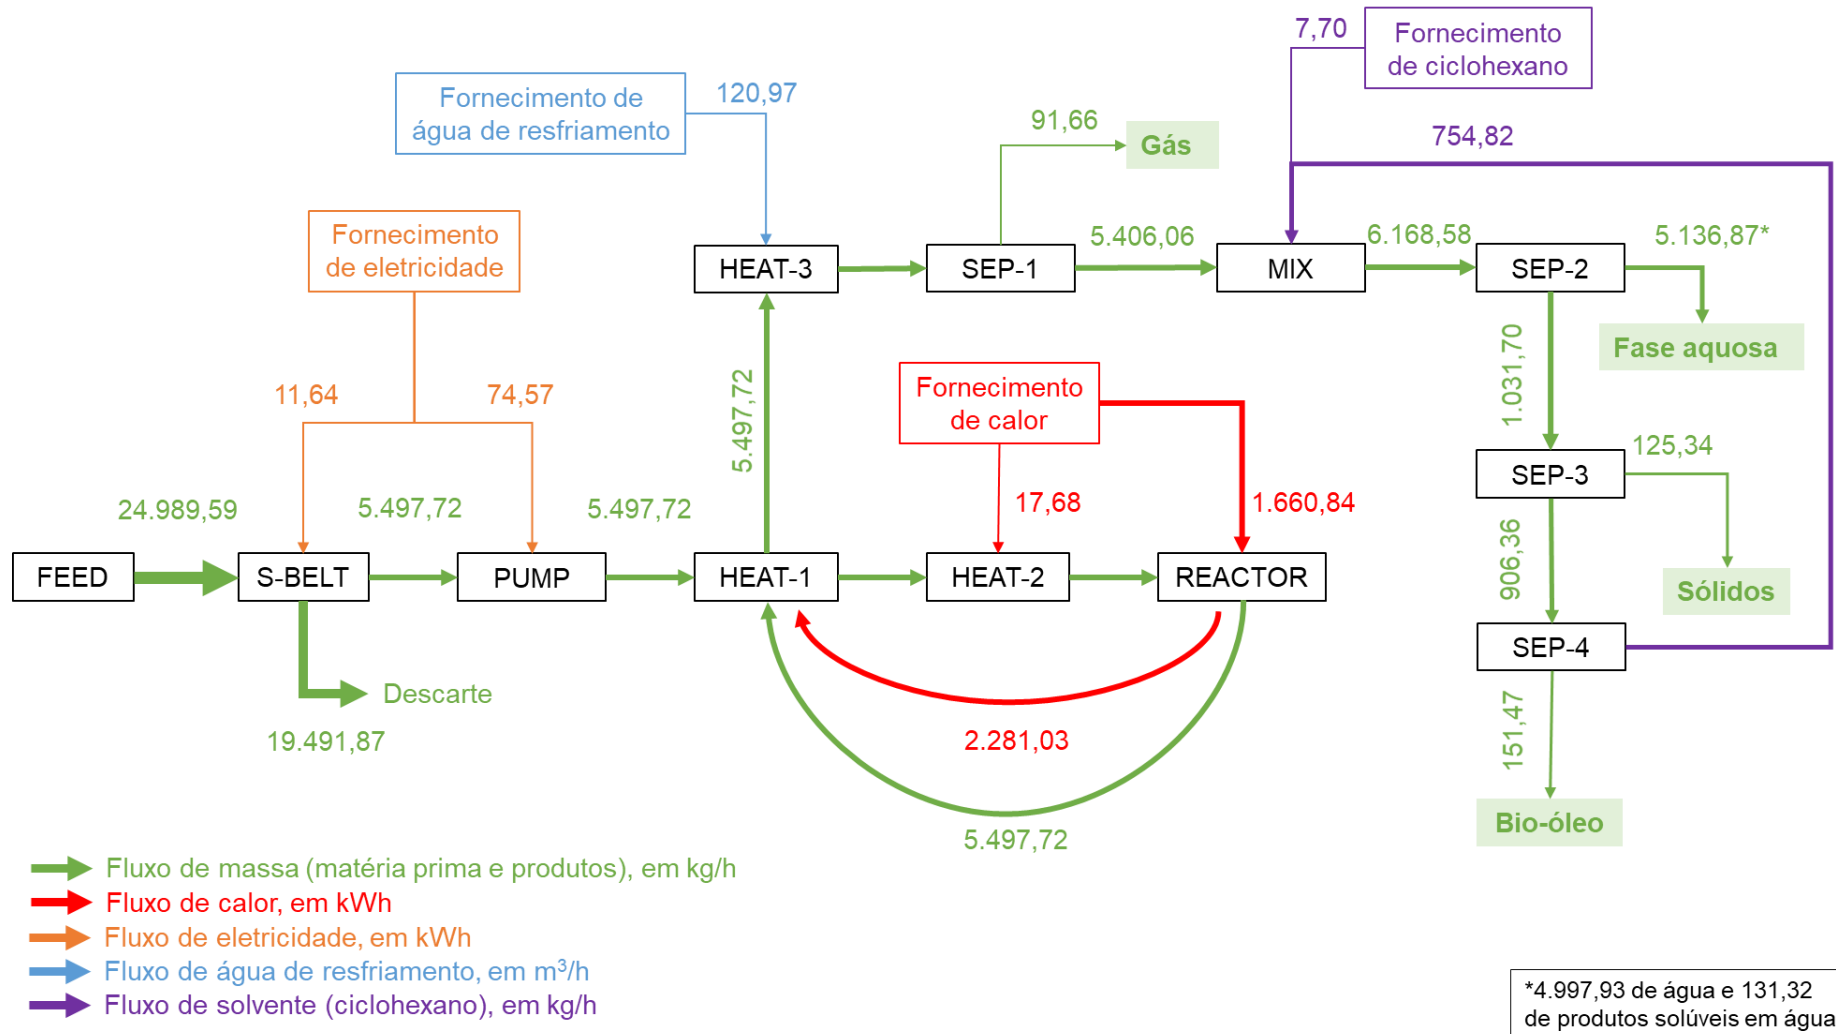 7,70
Fornecimento
de ciclohexano
Fornecimento de
água de resfriamento
120,97
91,66
Gás
754,82
Fornecimento
de eletricidade
HEAT-3
SEP-1
5.406,06
MIX
6.168,58
SEP-2
5.136,87*
Fase aquosa
11,64
74,57
5.497,72
Fornecimento
de calor
1.031,70
SEP-3
125,34
24.989,59
5.497,72
5.497,72
17,68
1.660,84
FEED
S-BELT
PUMP
HEAT-1
HEAT-2
REACTOR
906,36
Sólidos
SEP-4
Descarte
19.491,87
2.281,03
151,47
5.497,72
Bio-óleo
Fluxo de massa (matéria prima e produtos), em kg/h
Fluxo de calor, em kWh
Fluxo de eletricidade, em kWh
Fluxo de água de resfriamento, em m³/h
Fluxo de solvente (ciclohexano), em kg/h
*4.997,93 de água e 131,32
de produtos solúveis em água